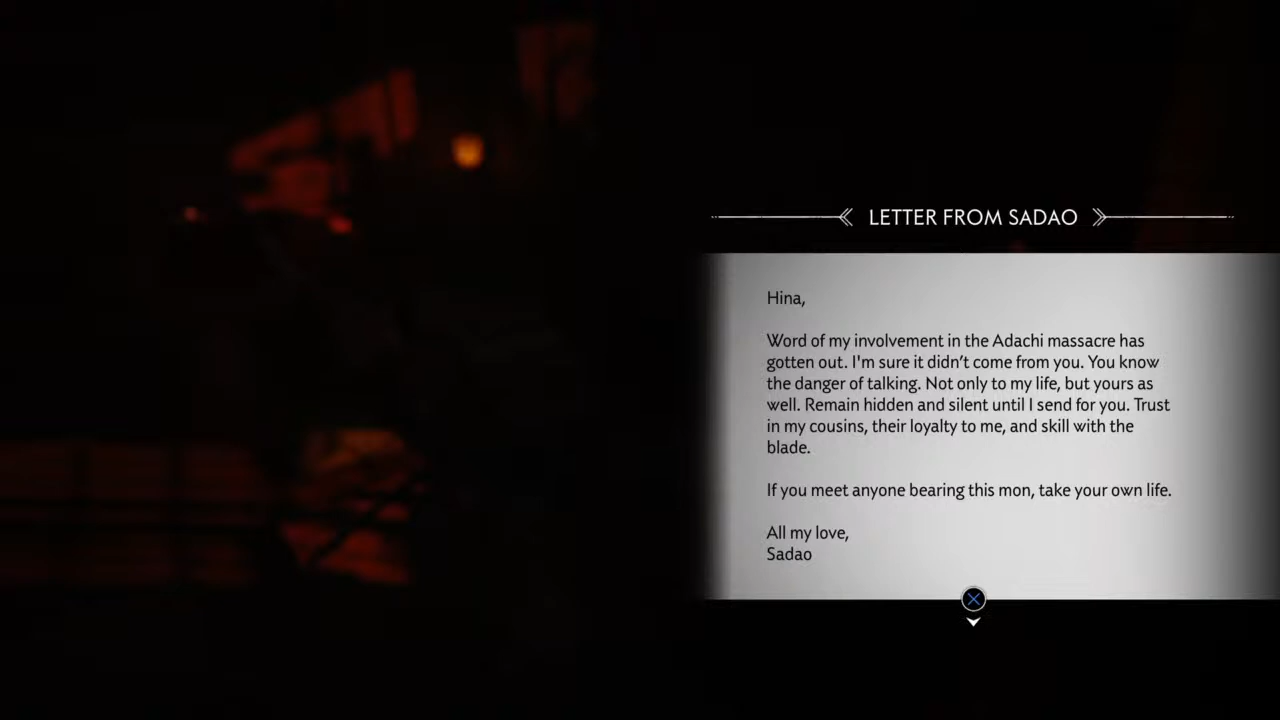 LETTER FROM SADAO
Hina,
Word of my involvement in the Adachi massacre has
gotten out. I'm sure it didn't come from you. You know
the danger of talking. Not only to my life, but yours as
well. Remain hidden and silent until I send for you. Trust
in my cousins, their loyalty to me, and skill with the
blade.
If you meet anyone bearing this mon, take your own life.
All my love,
Sadao